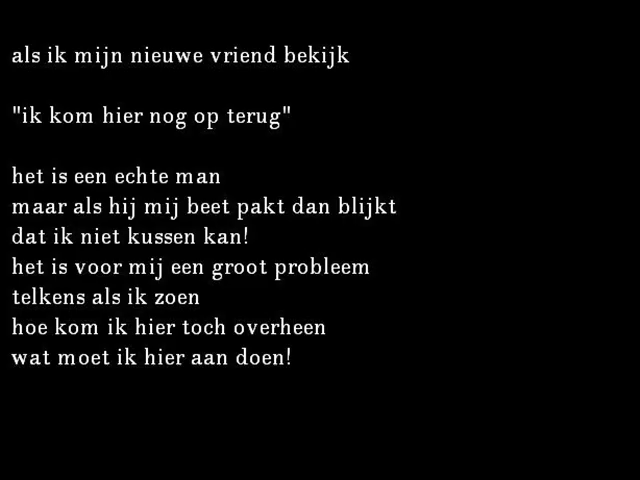 als ik mijn nieuwe vriend bekijk
"ik kom hier nog op terug"
het is een echte man
maar als hij mij beet pakt dan blijkt
dat ik niet kussen kan!
het is voor mij een groot probleem
telkens als ik zoen
hoe kom ik hier toch overheen
wat moet ik hier aan doen!